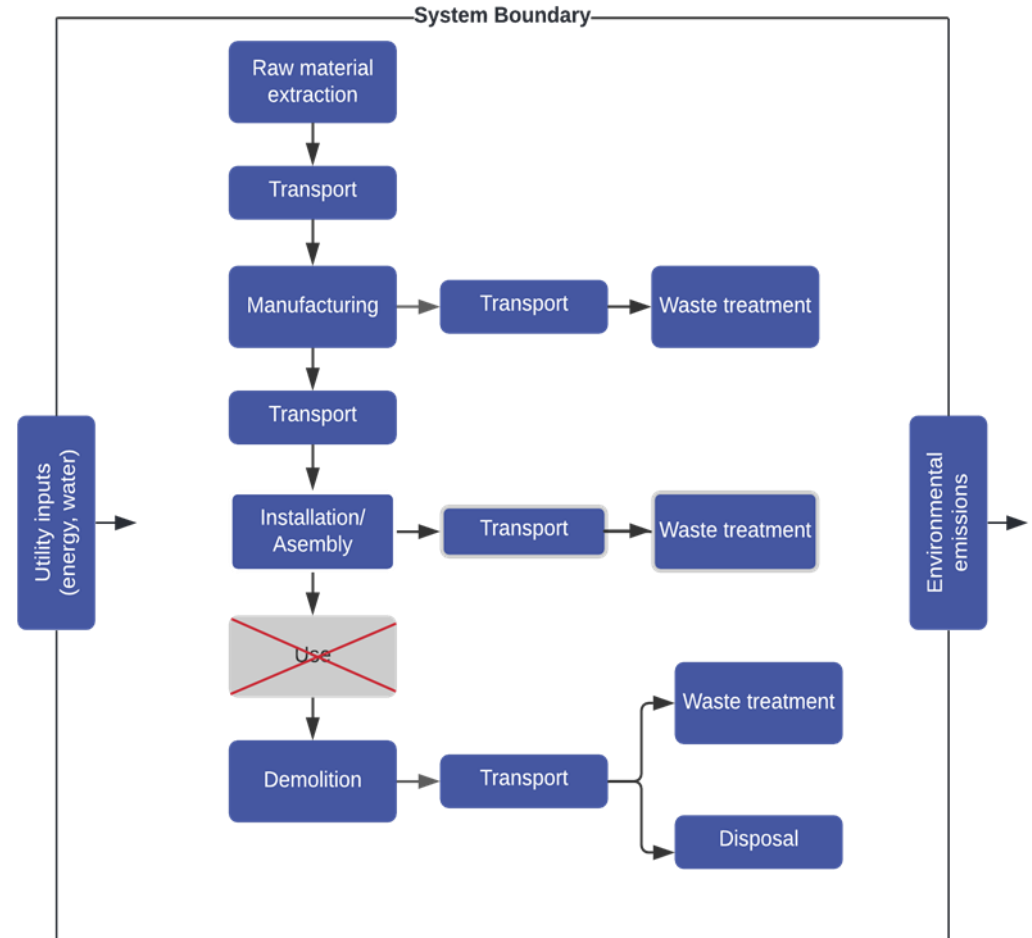 System Boundary
Raw material
extraction
Transport
Manufacturing
Transport
Waste treatment
Transport
Installation/
Asembly
Transport
Waste treatment
Utility inputs
(energy, water)
Environmental
emissions
Use
Waste treatment
Demolition
Transport
Disposal